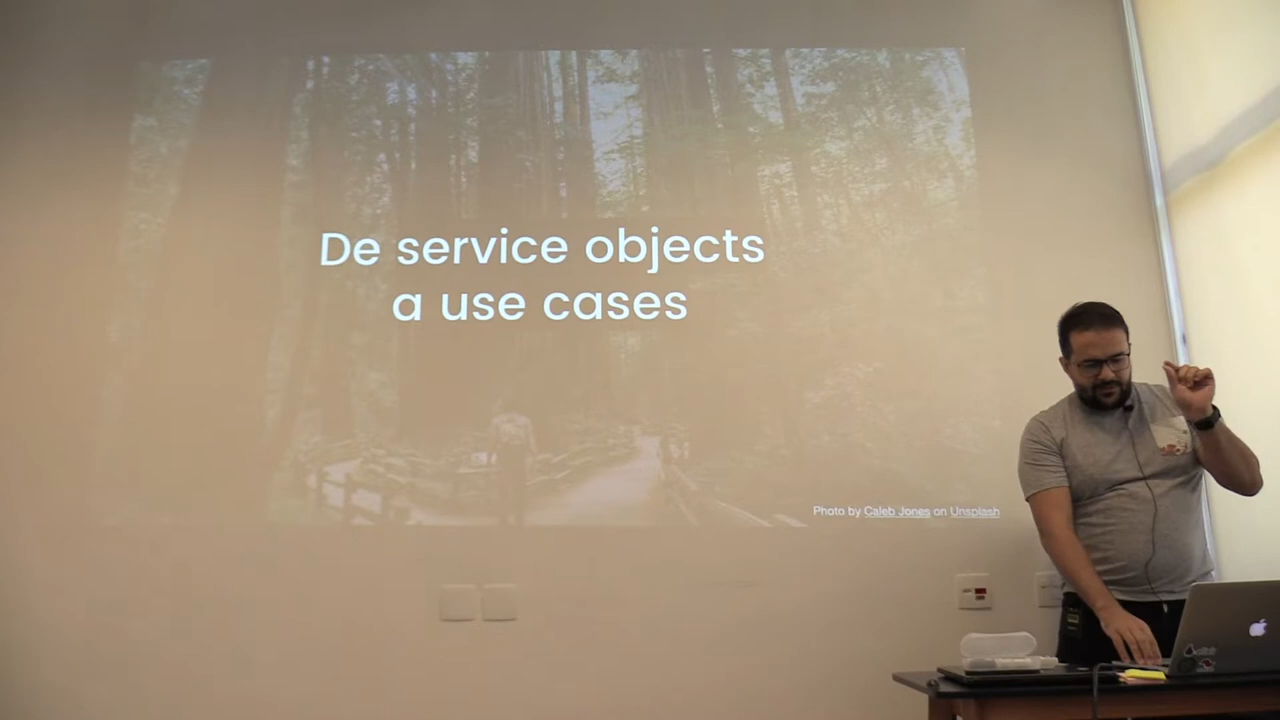 De service objects
a use cases
Photo by Caleb Jones on Unsplash